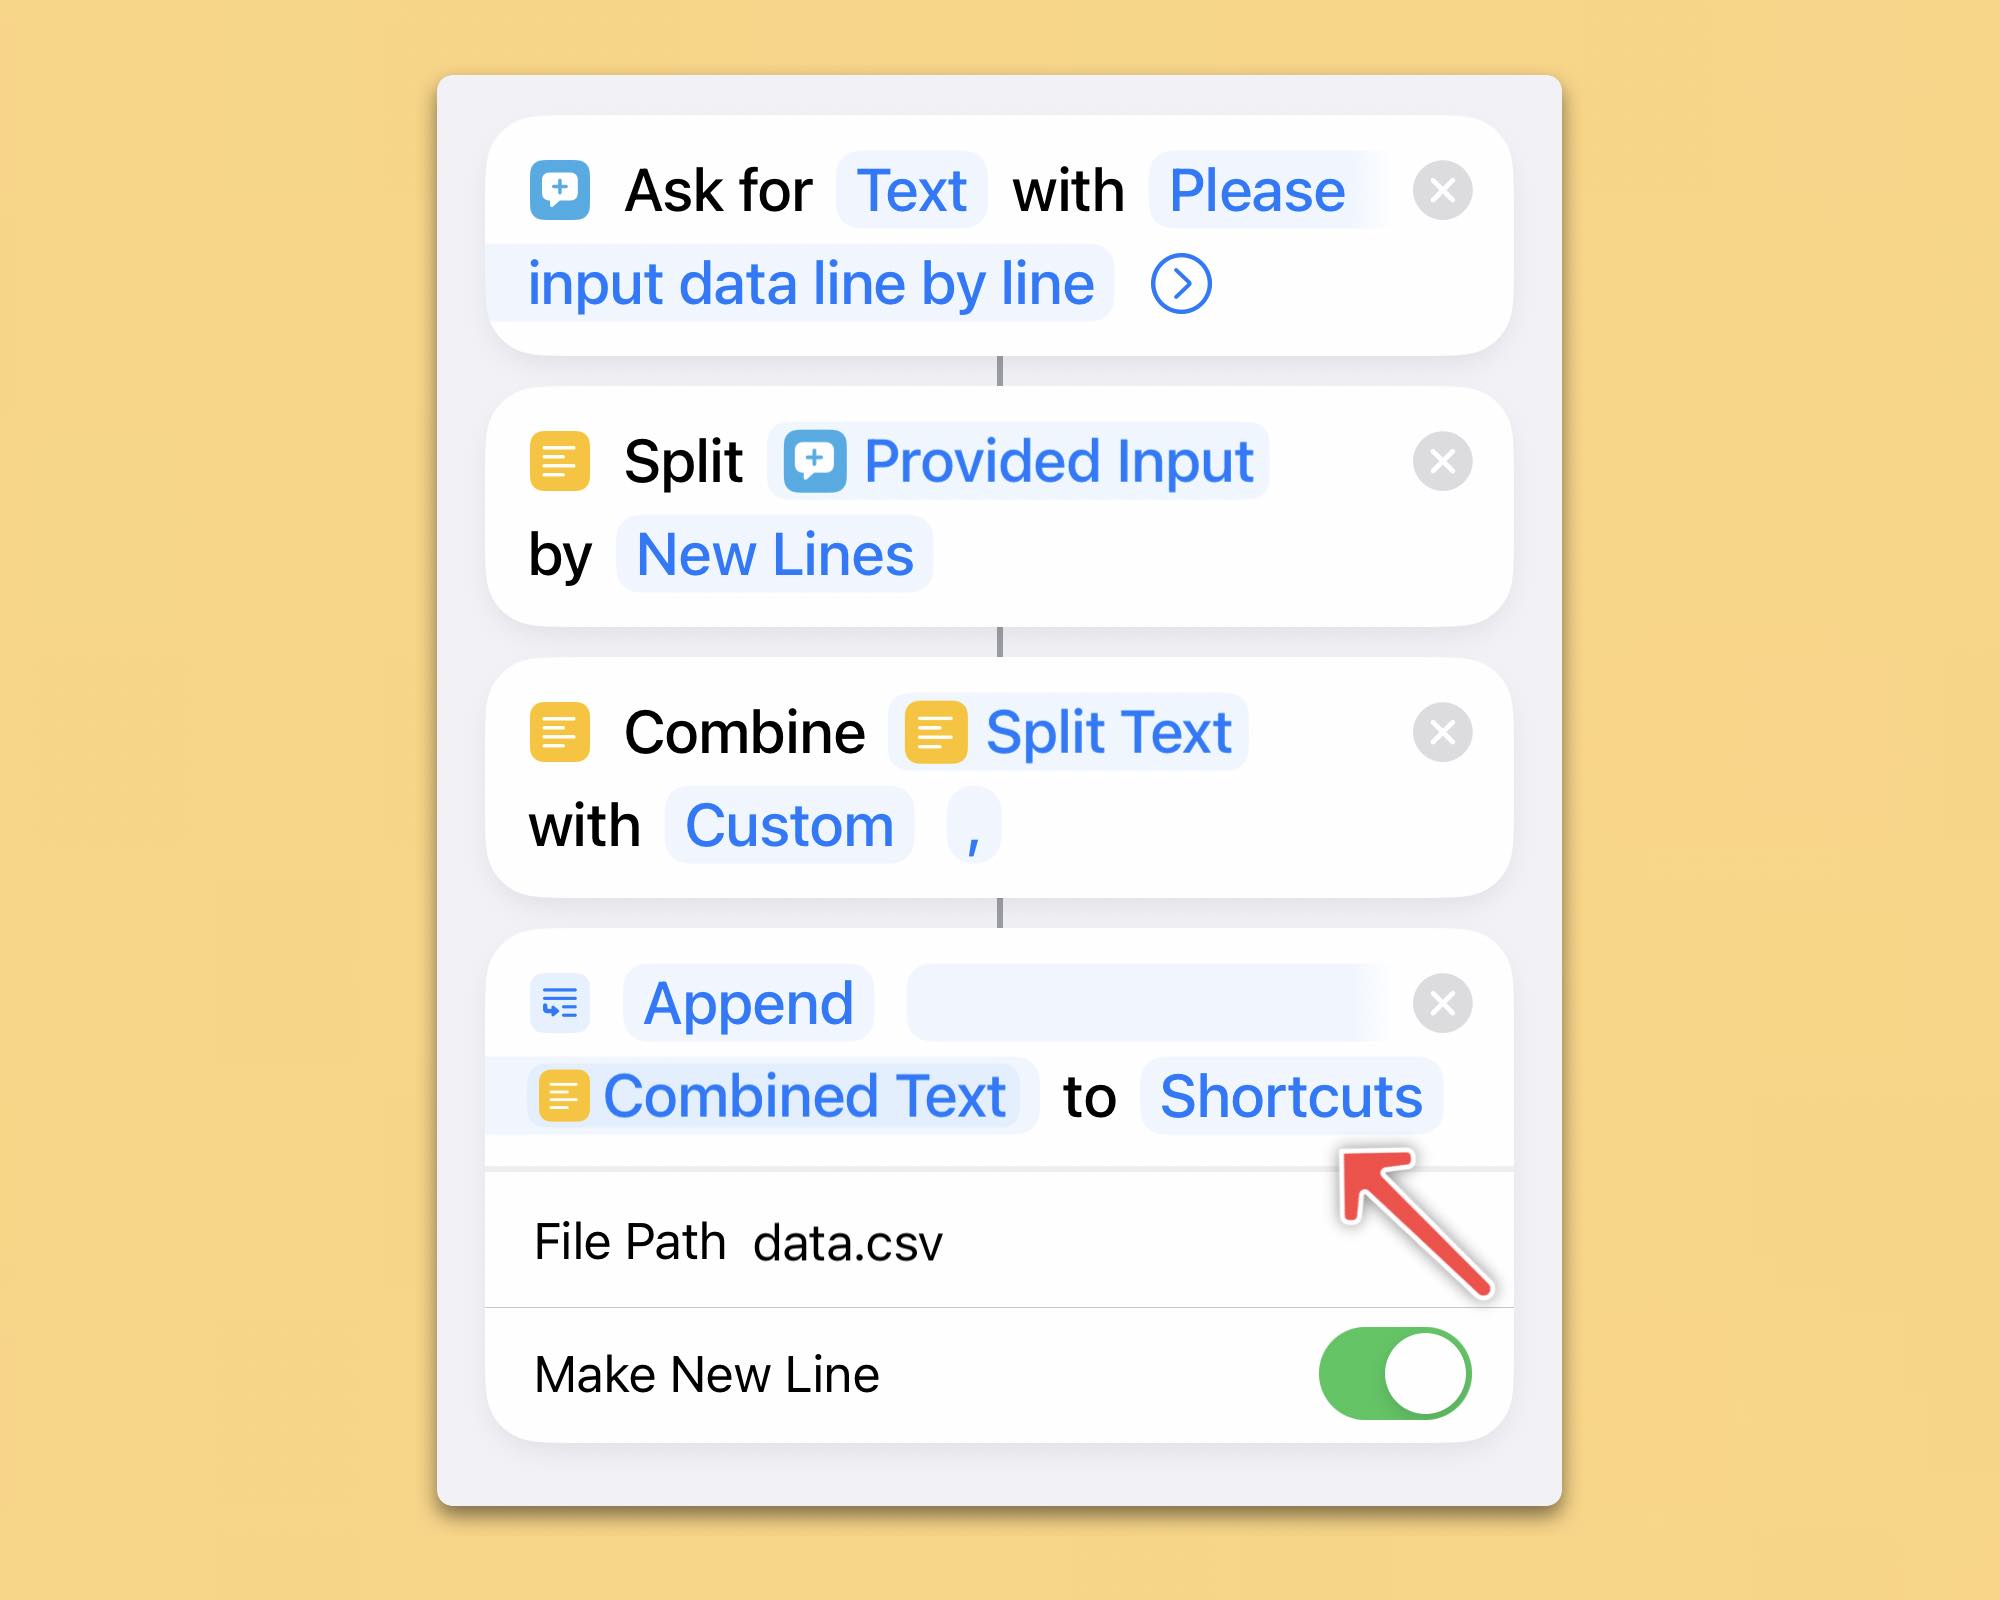 Ask for Text with Please
input data line by line
Split Provided Input
by New Lines
Combine Split Text
with Custom ,
Append
Combined Text to Shortcuts
File Path data.csv
Make New Line